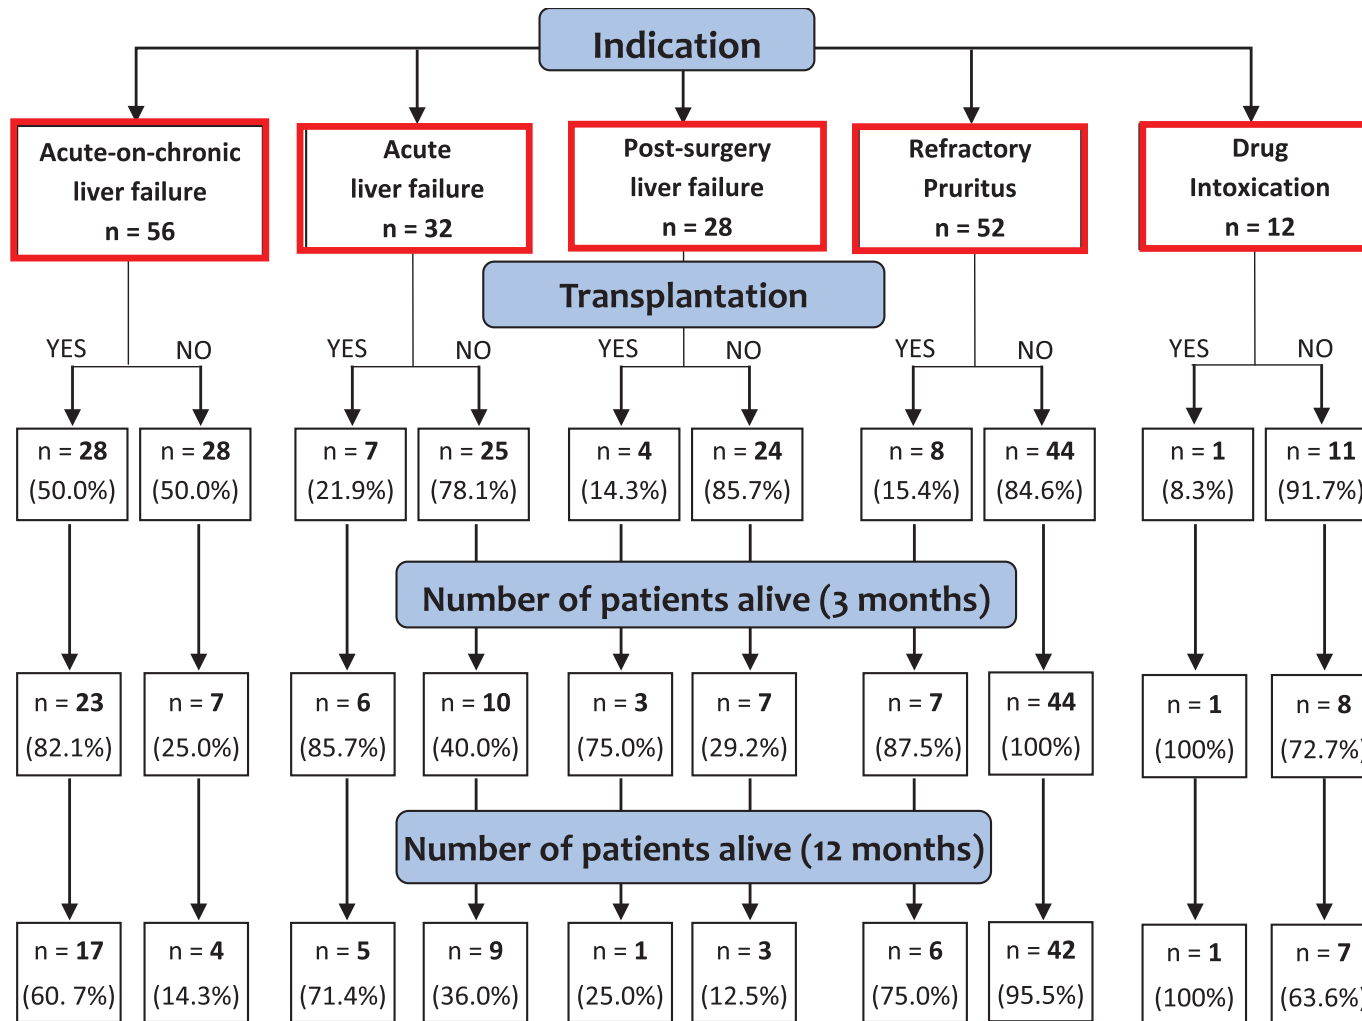 Indication
Acute-on-chronic
liver failure
n = 56
Acute
liver failure
n = 32
Post-surgery
liver failure
n = 28
Refractory
Pruritus
n = 52
Drug
Intoxication
n = 12
Transplantation
YES NO YES NO YES NO YES NO YES NO
n = 28
(50.0%)
n = 28
(50.0%)
n = 7
(21.9%)
n = 25
(78.1%)
n = 4
(14.3%)
n = 24
(85.7%)
n = 8
(15.4%)
n = 44
(84.6%)
n = 1
(8.3%)
n = 11
(91.7%)
Number of patients alive (3 months)
n = 23
(82.1%)
n = 7
(25.0%)
n = 6
(85.7%)
n = 10
(40.0%)
n = 3
(75.0%)
n = 7
(29.2%)
n = 7
(87.5%)
n = 44
(100%)
n = 1
(100%)
n = 8
(72.7%)
Number of patients alive (12 months)
n = 17
(60. 7%)
n = 4
(14.3%)
n = 5
(71.4%)
n = 9
(36.0%)
n = 1
(25.0%)
n = 3
(12.5%)
n = 6
(75.0%)
n = 42
(95.5%)
n = 1
(100%)
n = 7
(63.6%)